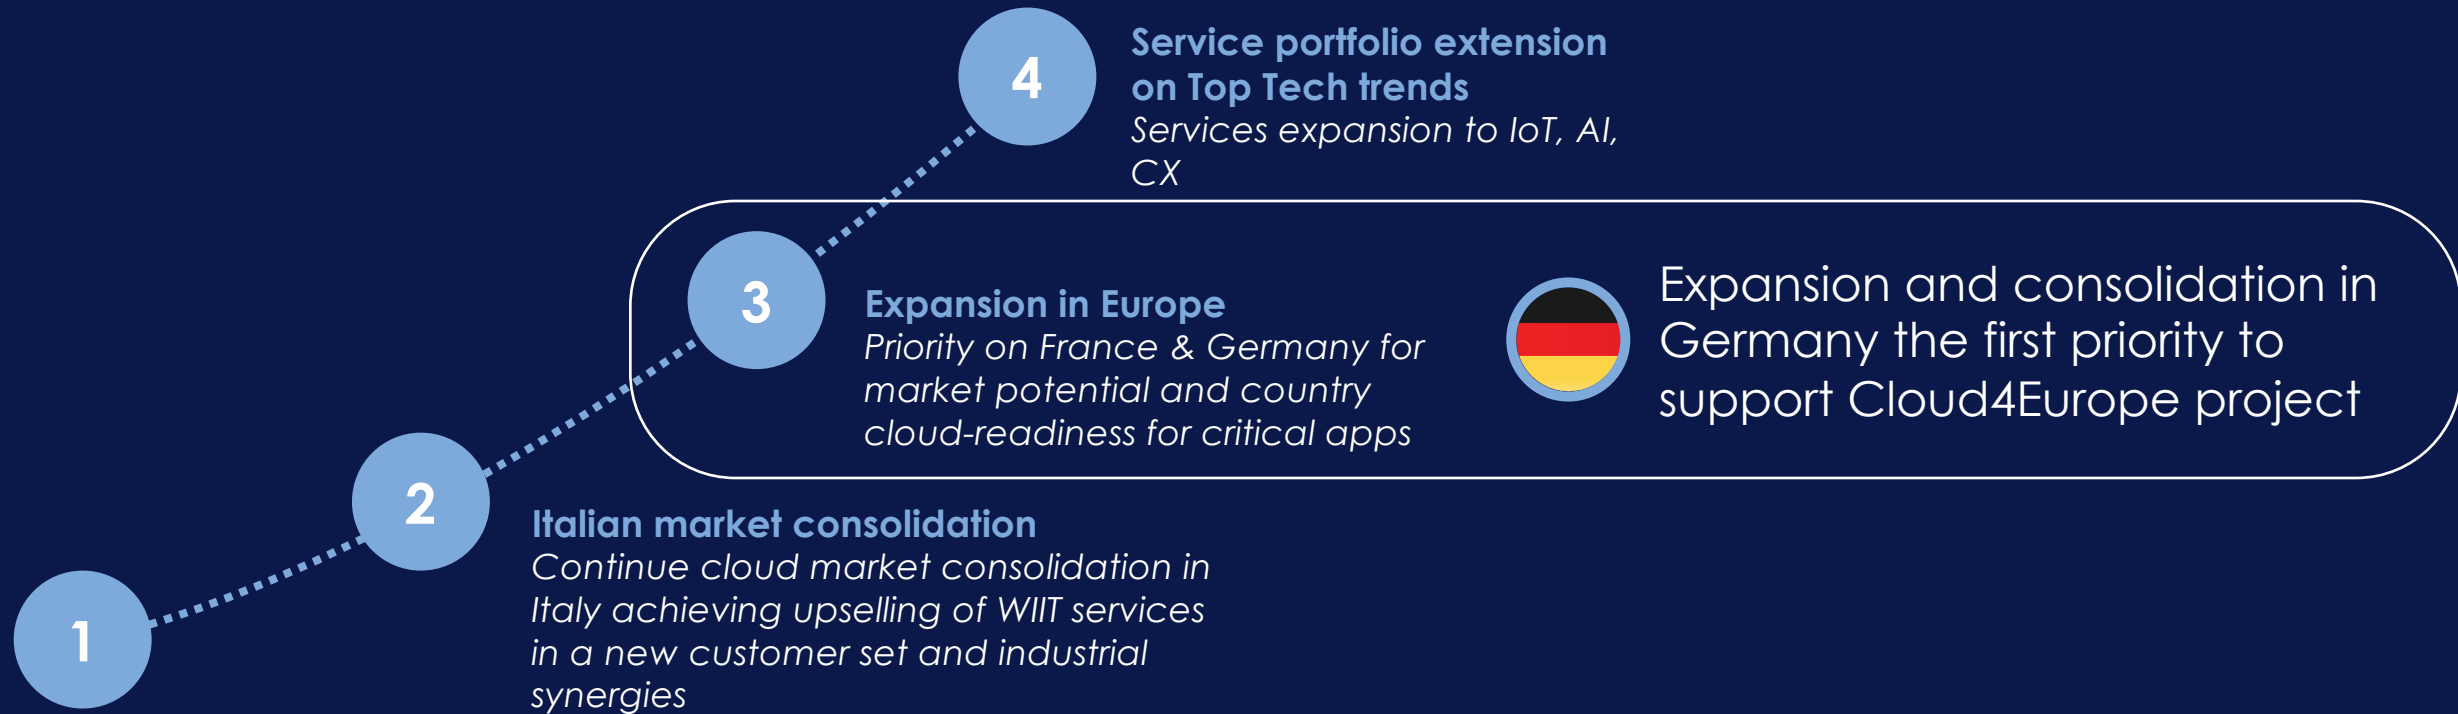 4
Service portfolio extension
on Top Tech trends
Services expansion to IoT, AI,
CX
3
Expansion in Europe
Priority on France & Germany for
market potential and country
cloud-readiness for critical apps
Expansion and consolidation in
Germany the first priority to
support Cloud4Europe project
2
Italian market consolidation
Continue cloud market consolidation in
Italy achieving upselling of WIIT services
in a new customer set and industrial
synergies
1